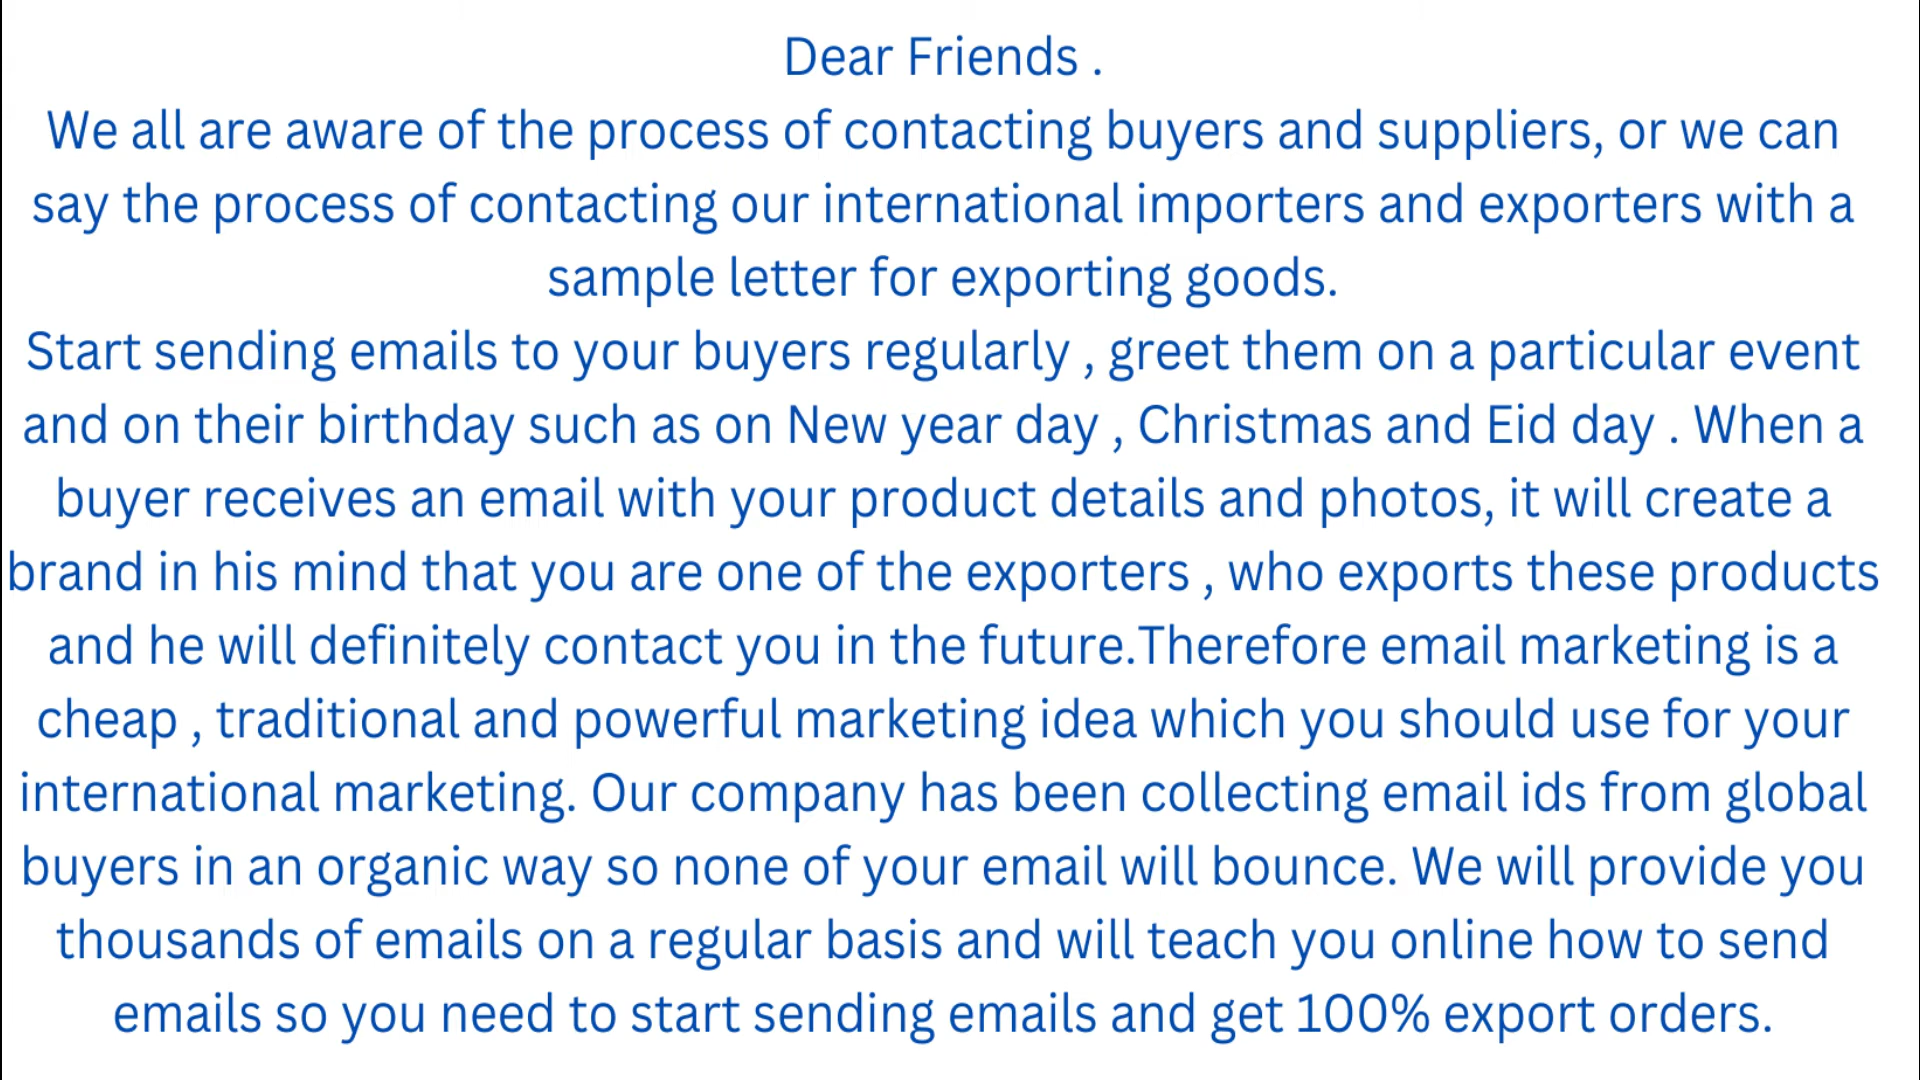 Dear Friends .
We all are aware of the process of contacting buyers and suppliers, or we can
say the process of contacting our international importers and exporters with a
sample letter for exporting goods.
Start sending emails to your buyers regularly , greet them on a particular event
and on their birthday such as on New year day , Christmas and Eid day . When a
buyer receives an email with your product details and photos, it will create a
brand in his mind that you are one of the exporters , who exports these products
and he will definitely contact you in the future.Therefore email marketing is a
cheap , traditional and powerful marketing idea which you should use for your
international marketing. Our company has been collecting email ids from global
buyers in an organic way so none of your email will bounce. We will provide you
thousands of emails on a regular basis and will teach you online how to send
emails so you need to start sending emails and get 100% export orders.